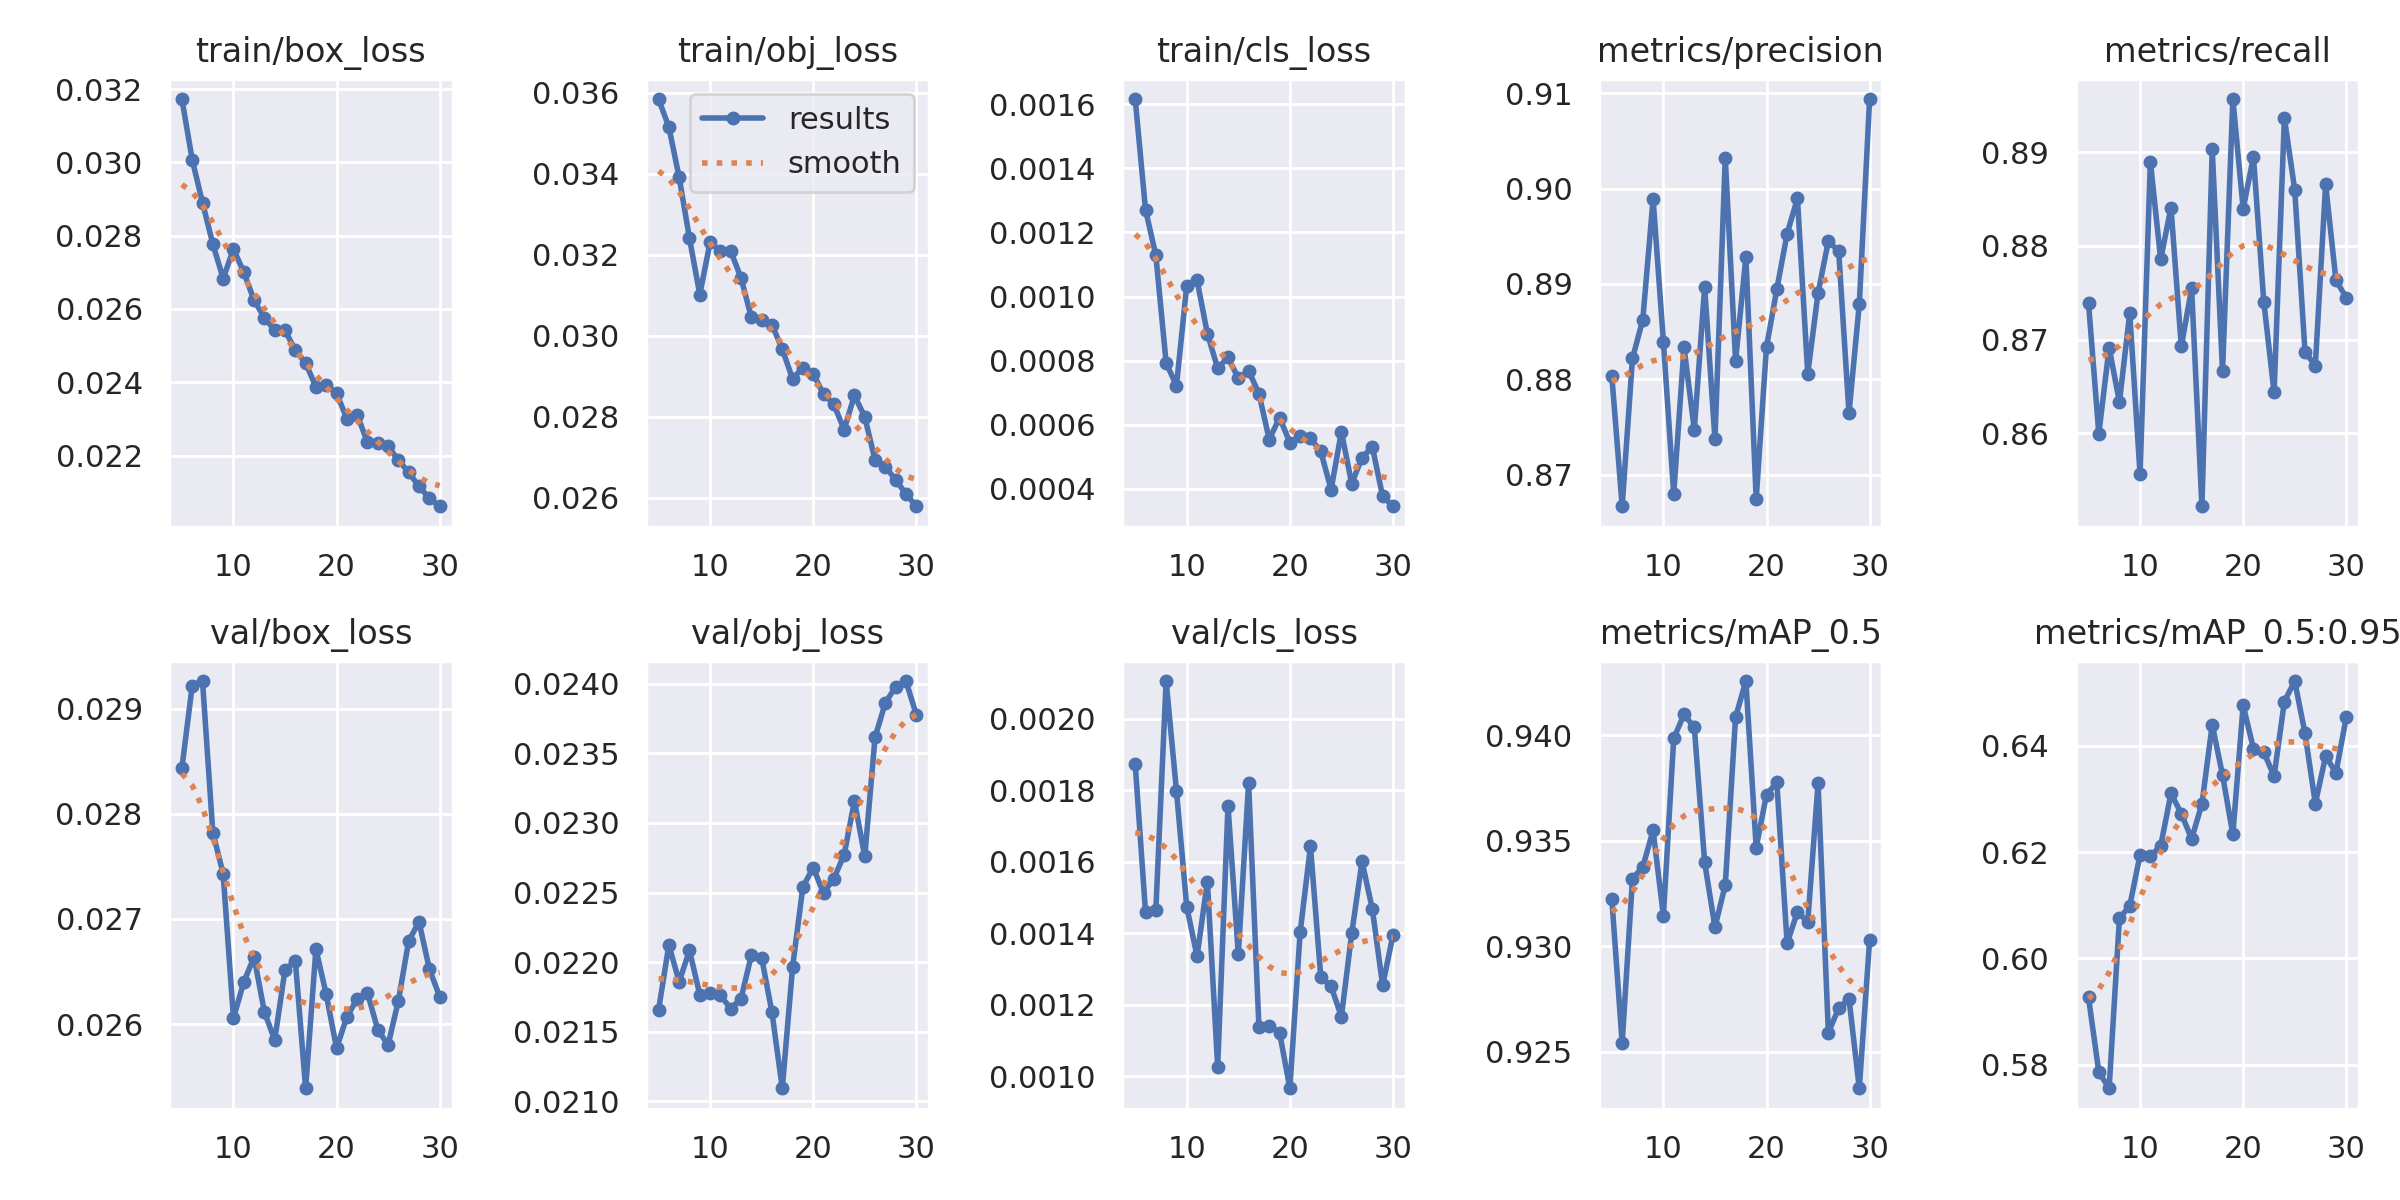 train/box_loss
0.032
0.030
0.028
0.026
0.024
0.022
10 20 30
train/obj_loss
results
smooth
0.036
0.034
0.032
0.030
0.028
0.026
10 20 30
train/cls_loss
0.0016
0.0014
0.0012
0.0010
0.0008
0.0006
0.0004
10 20 30
metrics/precision
0.91
0.90
0.89
0.88
0.87
10 20 30
metrics/recall
0.89
0.88
0.87
0.86
10 20 30
val/box_loss
0.029
0.028
0.027
0.026
10 20 30
val/obj_loss
0.0240
0.0235
0.0230
0.0225
0.0220
0.0215
0.0210
10 20 30
val/cls_loss
0.0020
0.0018
0.0016
0.0014
0.0012
0.0010
10 20 30
metrics/mAP_0.5
0.940
0.935
0.930
0.925
10 20 30
metrics/mAP_0.5:0.95
0.64
0.62
0.60
0.58
10 20 30